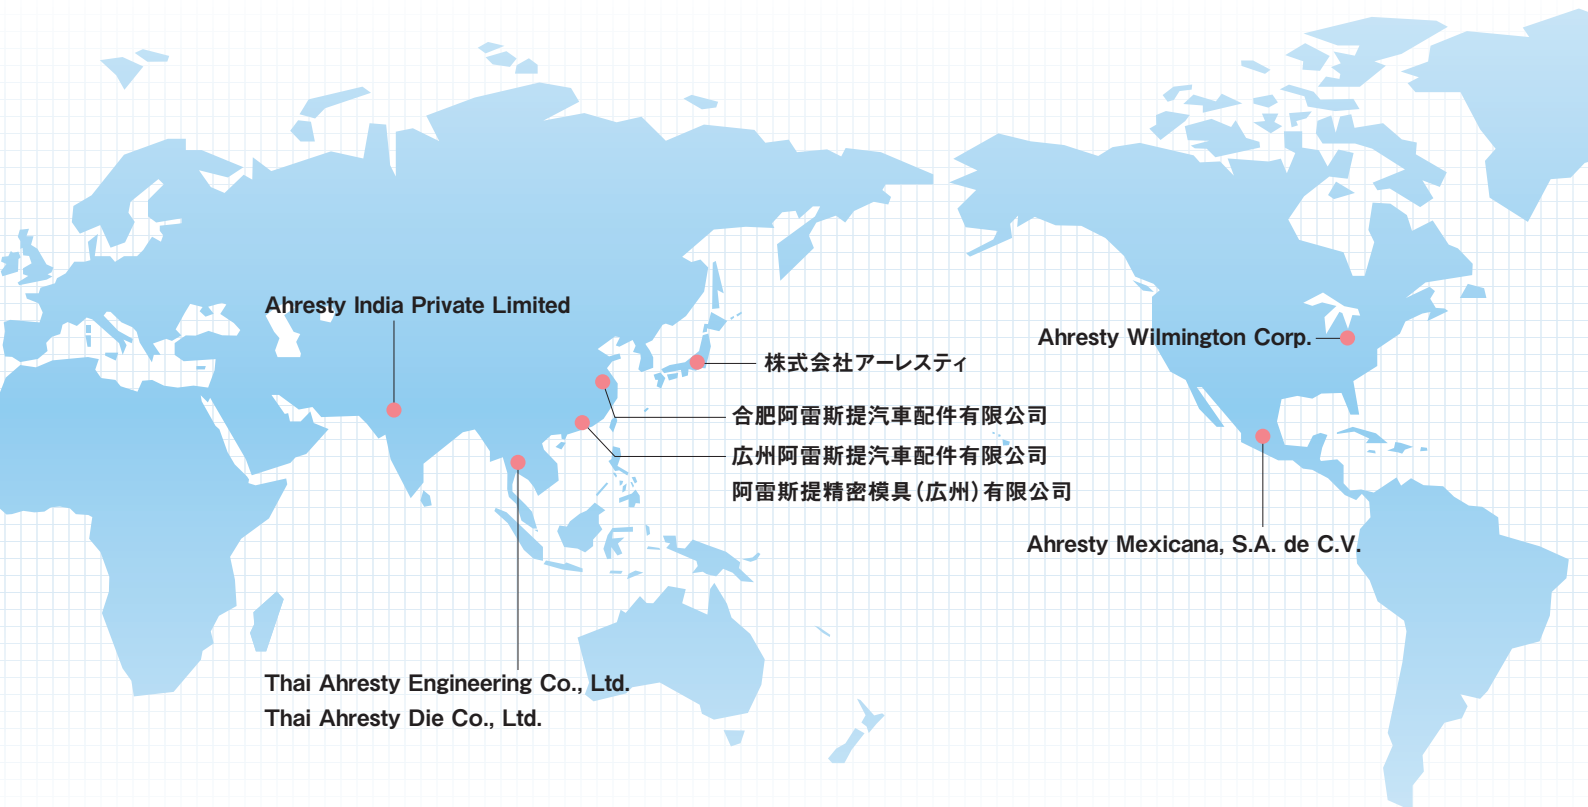 Ahresty India Private Limited
Ahresty Wilmington Corp.
株式会社アーレスティ
合肥阿雷斯提汽車配件有限公司
広州阿雷斯提汽車配件有限公司
阿雷斯提精密模具（広州）有限公司
Ahresty Mexicana, S.A. de C.V.
Thai Ahresty Engineering Co., Ltd.
Thai Ahresty Die Co., Ltd.